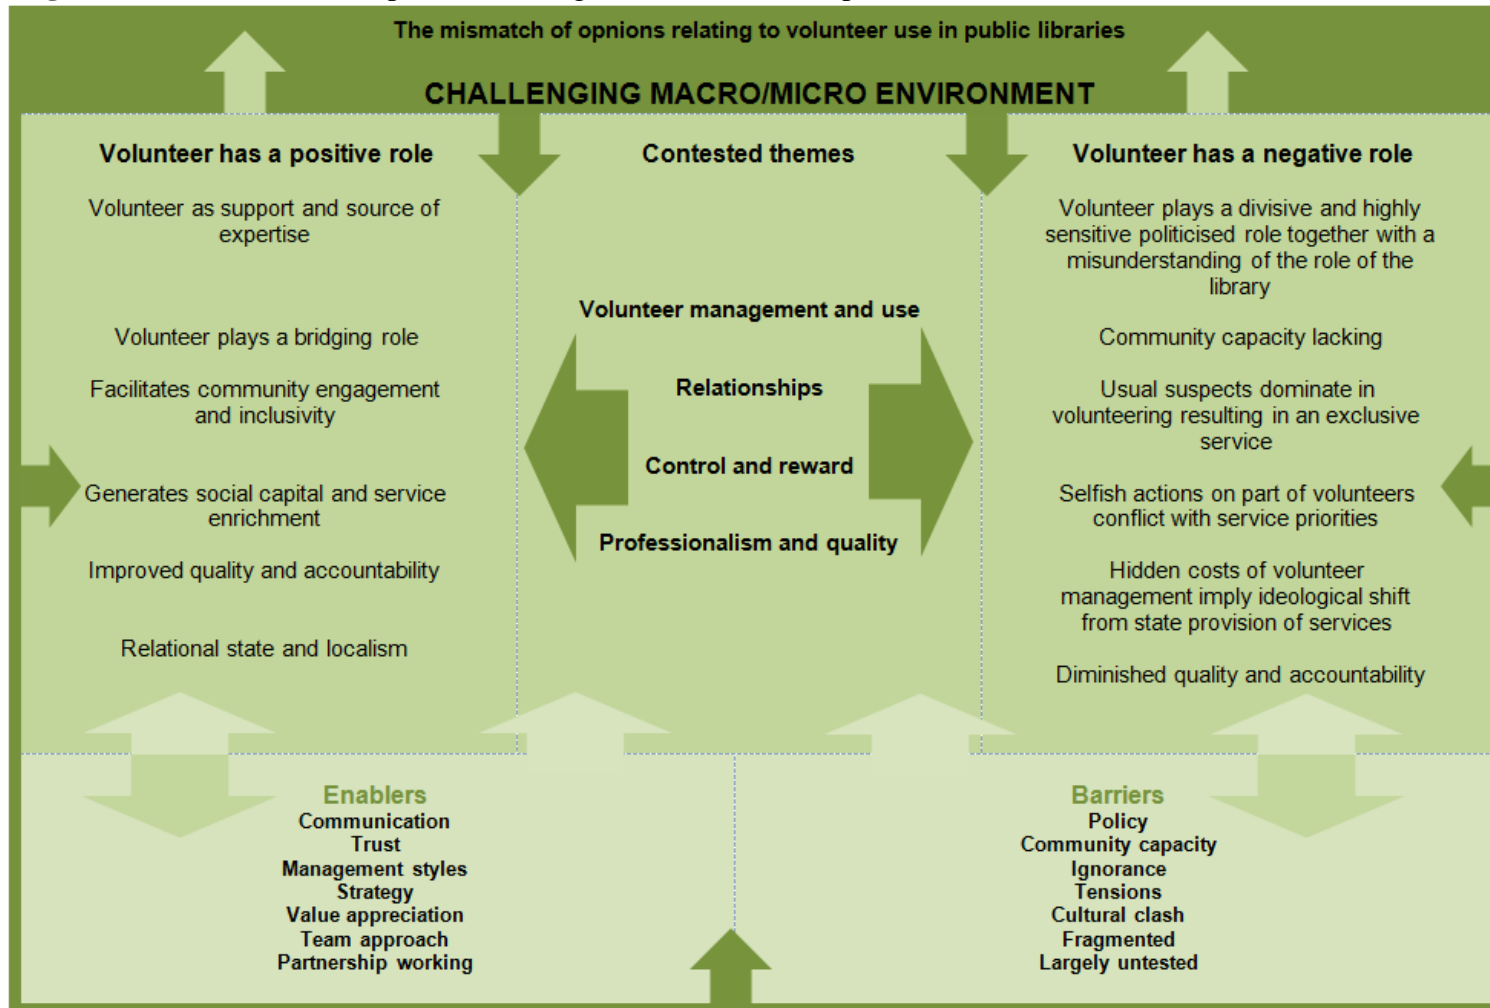 The mismatch of opnions relating to volunteer use in public libraries
CHALLENGING MACRO/MICRO ENVIRONMENT
Volunteer has a positive role
Volunteer as support and source of
expertise
Volunteer plays a bridging role
Facilitates community engagement
and inclusivity
Generates social capital and service
enrichment
Improved quality and accountability
Relational state and localism
Contested themes
Volunteer management and use
Relationships
Control and reward
Professionalism and quality
Volunteer has a negative role
Volunteer plays a divisive and highly
sensitive politicised role together with a
misunderstanding of the role of the
library
Community capacity lacking
Usual suspects dominate in
volunteering resulting in an exclusive
service
Selfish actions on part of volunteers
conflict with service priorities
Hidden costs of volunteer
management imply ideological shift
from state provision of services
Diminished quality and accountability
Enablers
Communication
Trust
Management styles
Strategy
Value appreciation
Team approach
Partnership working
Barriers
Policy
Community capacity
Ignorance
Tensions
Cultural clash
Fragmented
Largely untested